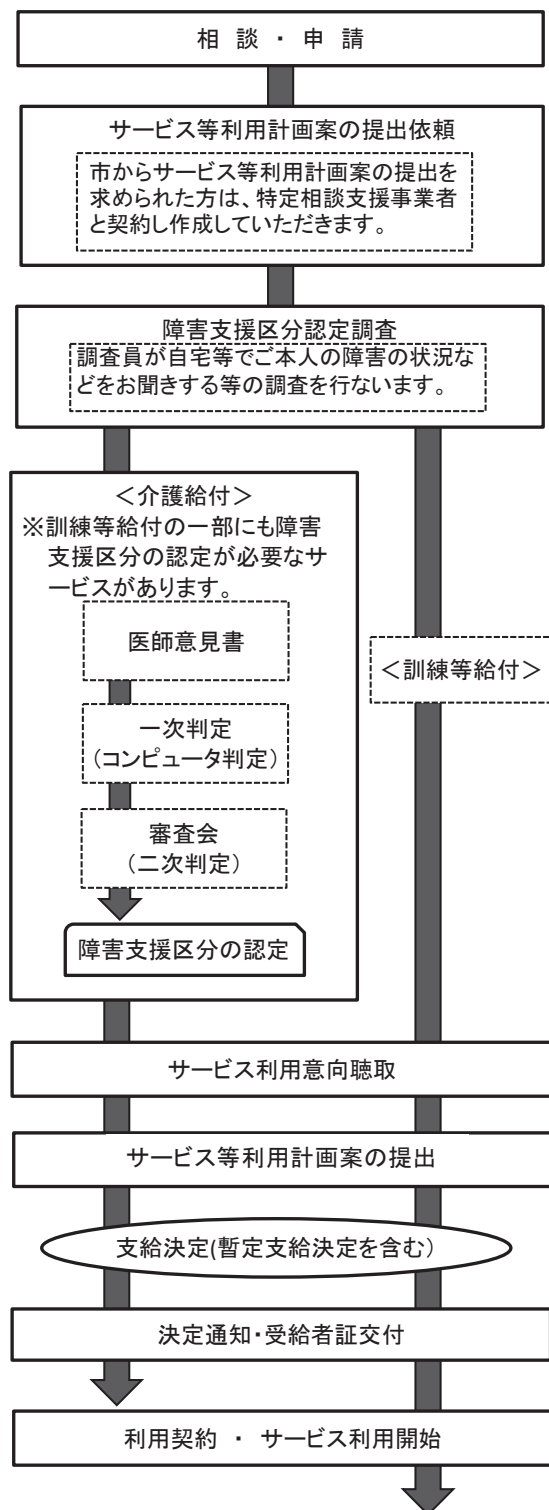 相 談 ・ 申 請
サービス等利用計画案の提出依頼
市からサービス等利用計画案の提出を
求められた方は、特定相談支援事業者
と契約し作成していただきます。
障害支援区分認定調査
調査員が自宅等でご本人の障害の状況な
どをお聞きする等の調査を行ないます。
＜介護給付＞
※訓練等給付の一部にも障害
支援区分の認定が必要なサ
ービスがあります。
医師意見書
＜訓練等給付＞
一次判定
（コンピュータ判定）
審査会
（二次判定）
障害支援区分の認定
サービス利用意向聴取
サービス等利用計画案の提出
支給決定(暫定支給決定を含む）
決定通知・受給者証交付
利用契約 ・ サービス利用開始